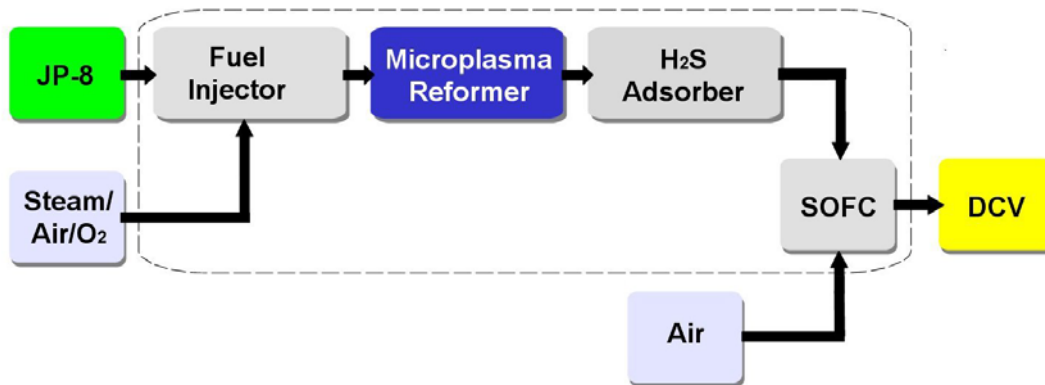 JP-8
Fuel
Injector
Microplasma
Reformer
H₂S
Adsorber
Steam/
Air/O₂
SOFC
DCV
Air